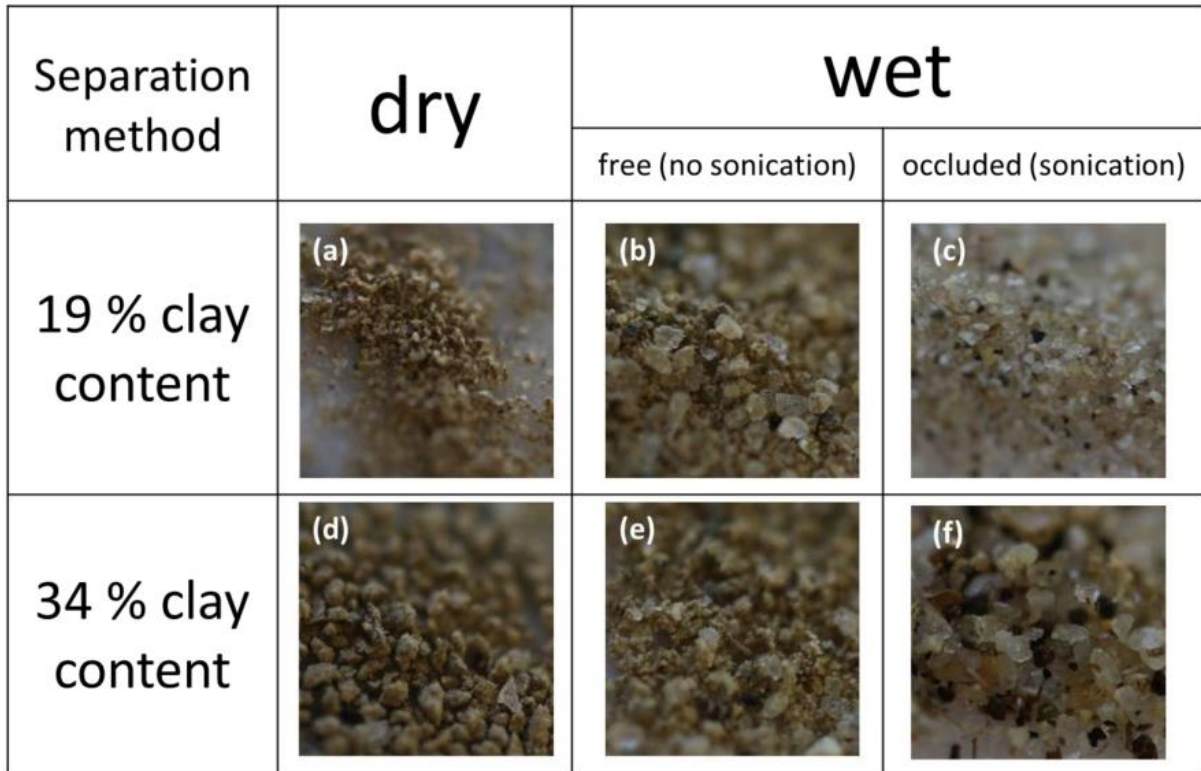 Separation
method
dry
wet
free (no sonication)
occluded (sonication)
19 % clay
content
(a)
(b)
(c)
34 % clay
content
(d)
(e)
(f)